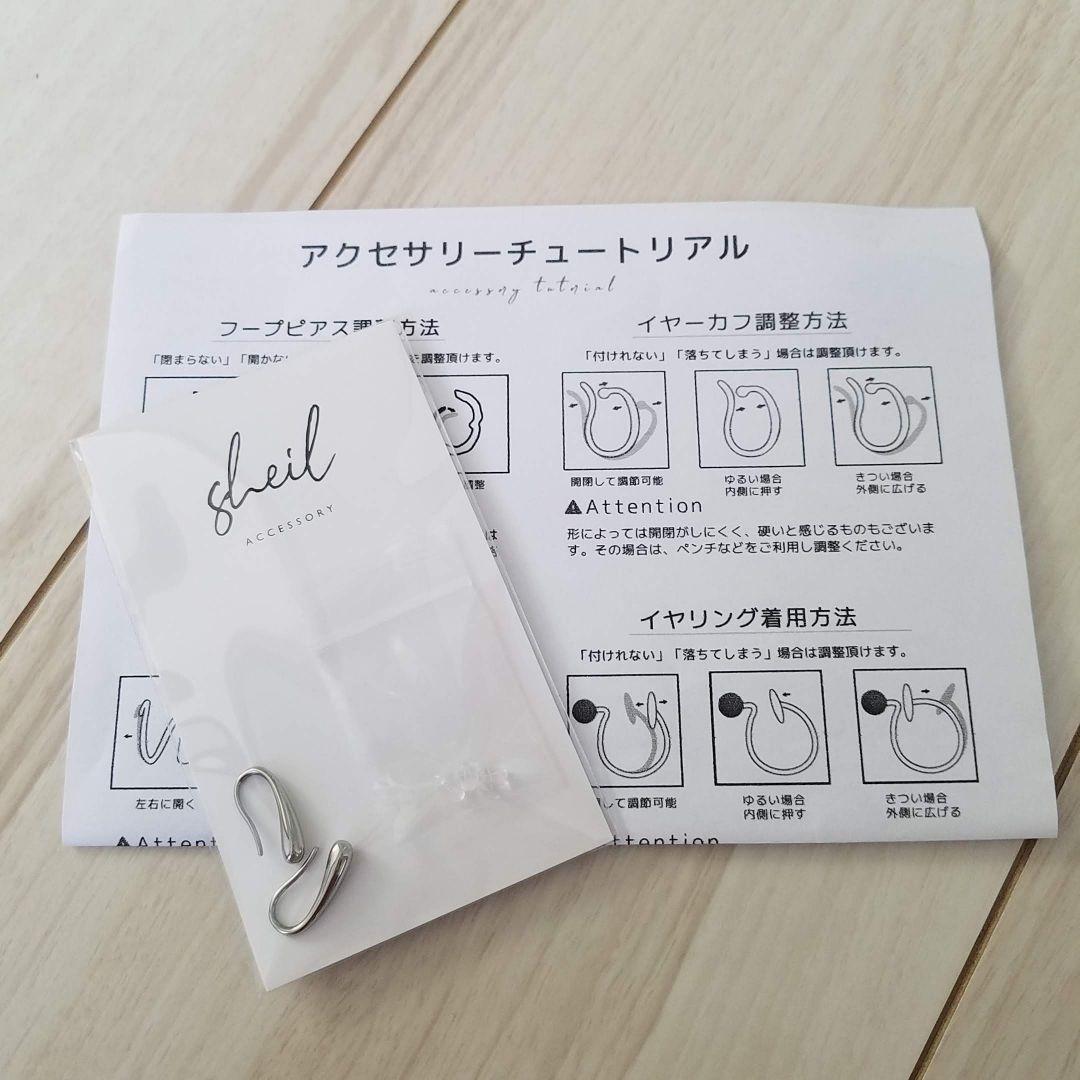 アクセサリーチュートリアル
accessory tutorial
フープピアス調整方法
「閉まらない」「開かな
調整頂けます。
調整
は
左右に開く
Attent
イヤーカフ調整方法
「付けれない」「落ちてしまう」場合は調整頂けます。
開閉して調節可能
ゆるい場合
内側に押す
きつい場合
外側に広げる
Attention
形によっては開閉がしにくく、硬いと感じるものもございま
す。その場合は、ペンチなどをご利用し調整ください。
イヤリング着用方法
「付けれない」「落ちてしまう」場合は調整頂けます。
して調節可能
ゆるい場合
内側に押す
きつい場合
外側に広げる
ttention
sheil
ACCESSORY